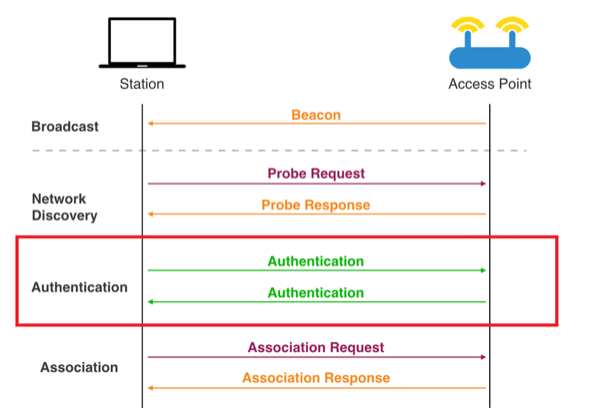 Station
Access Point
Broadcast
Beacon
Network
Discovery
Probe Request
Probe Response
Authentication
Authentication
Authentication
Association
Association Request
Association Response